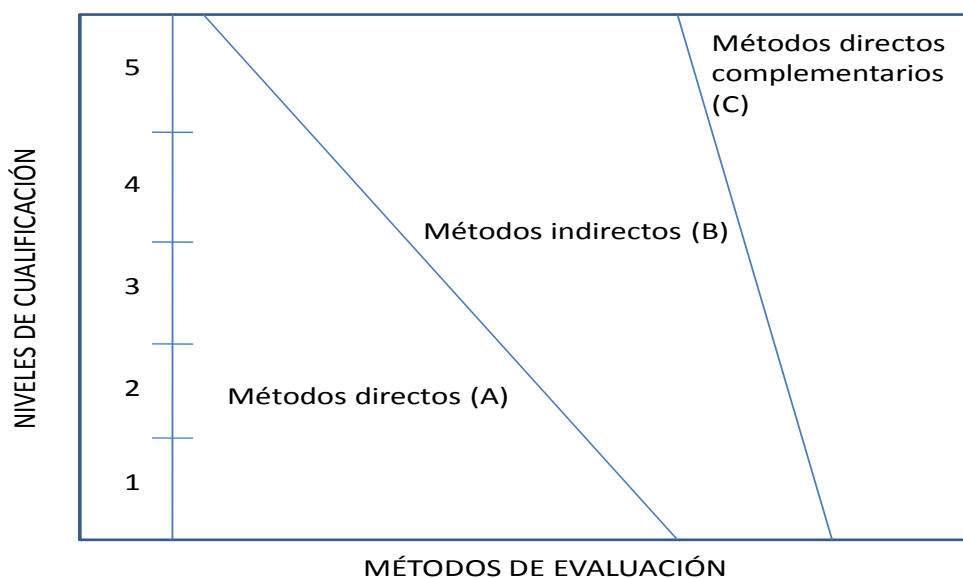 NIVELES DE CUALIFICACIÓN
5
4
3
2
1
Métodos directos
complementarios
(C)
Métodos indirectos (B)
Métodos directos (A)
MÉTODOS DE EVALUACIÓN